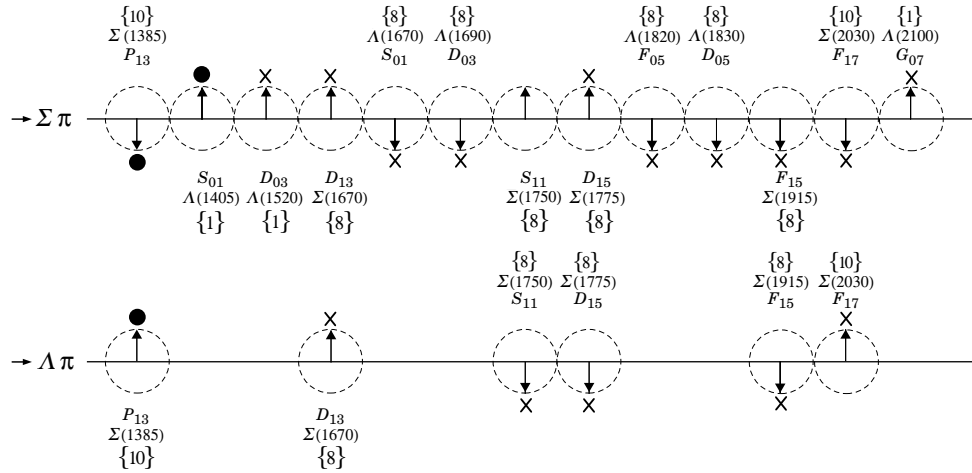 {10} {8} {8} {8} {8} {10} {1}
Σ(1385) Λ(1670) Λ(1690) Λ(1820) Λ(1830) Σ(2030) Λ(2100)
P₁₃ S₀₁ D₀₃ F₀₅ D₀₅ F₁₇ G₀₇
Σ π
S₀₁ D₀₃ D₁₃ S₁₁ D₁₅ F₁₅
Λ(1405) Λ(1520) Σ(1670) Σ(1750) Σ(1775) Σ(1915)
{1} {1} {8} {8} {8} {8}
{8} {8} {8} {10}
Σ(1750) Σ(1775) Σ(1915) Σ(2030)
S₁₁ D₁₅ F₁₅ F₁₇
Λ π
P₁₃ D₁₃
Σ(1385) Σ(1670)
{10} {8}